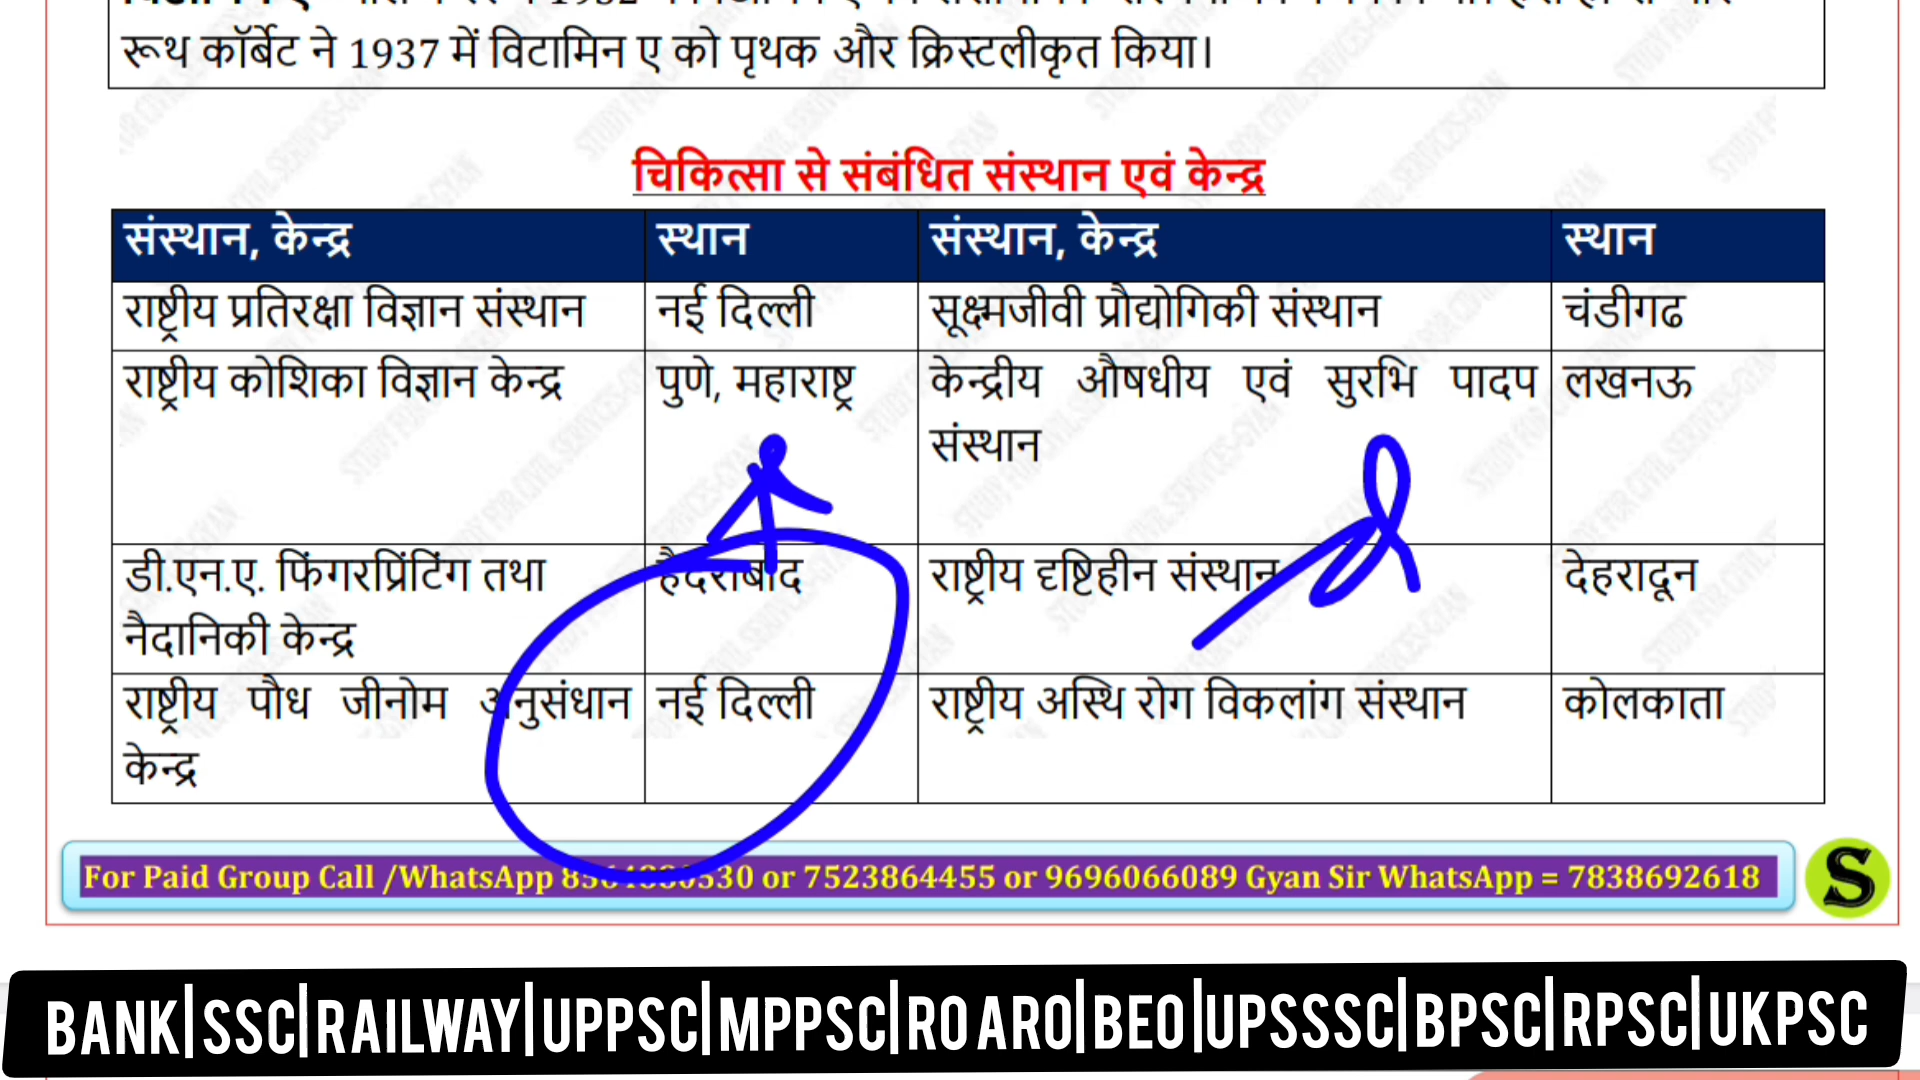 रूथ कॉर्बेट ने 1937 में विटामिन ए को पृथक और क्रिस्टलीकृत किया।
चिकित्सा से संबंधित संस्थान एवं केन्द्र
संस्थान, केन्द्र स्थान संस्थान, केन्द्र स्थान
राष्ट्रीय प्रतिरक्षा विज्ञान संस्थान नई दिल्ली सूक्ष्मजीवी प्रौद्योगिकी संस्थान चंडीगढ
राष्ट्रीय कोशिका विज्ञान केन्द्र पुणे, महाराष्ट्र केन्द्रीय औषधीय एवं सुरभि पादप लखनऊ
संस्थान
डी.एन.ए. फिंगरप्रिंटिंग तथा हैदराबाद राष्ट्रीय दृष्टिहीन संस्थान देहरादून
नैदानिकी केन्द्र
राष्ट्रीय पौध जीनोम अनुसंधान नई दिल्ली राष्ट्रीय अस्थि रोग विकलांग संस्थान कोलकाता
केन्द्र
For Paid Group Call /WhatsApp or 7523864455 or 9696066089 Gyan Sir WhatsApp = 7838692618
S
BANK|SSC|RAILWAY|UPPSC|MPPSC|RO ARO|BEO|UPSSSC|BPSC|RPSC|UKPSC